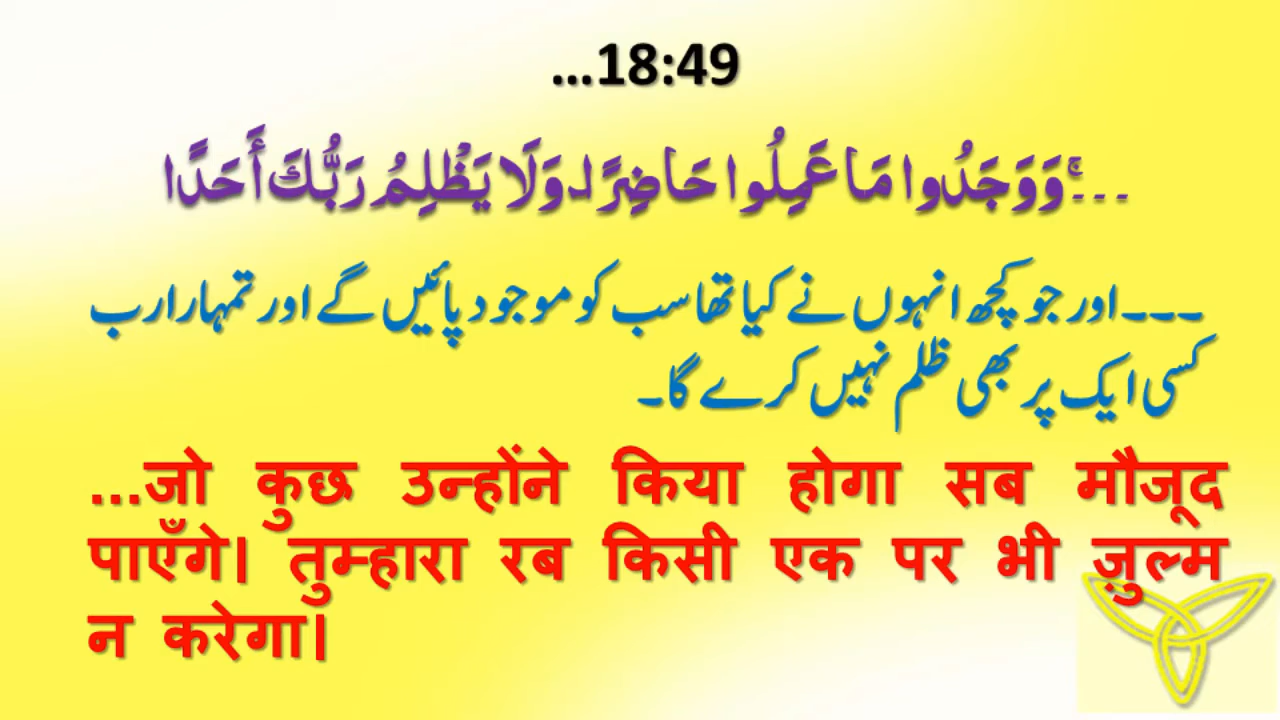 ...18:49
۔۔۔ۚ وَوَجَدُوا مَا عَمِلُوا حَاضِرًا ۗ وَلَا يَظْلِمُ رَبُّكَ أَحَدًا
۔۔۔اور جو کچھ انہوں نے کیا تھا سب کو موجود پائیں گے اور تمہارا رب
کسی ایک پر بھی ظلم نہیں کرے گا۔
...जो कुछ उन्होंने किया होगा सब मौजूद
पाएँगे। तुम्हारा रब किसी एक पर भी ज़ुल्म
न करेगा।